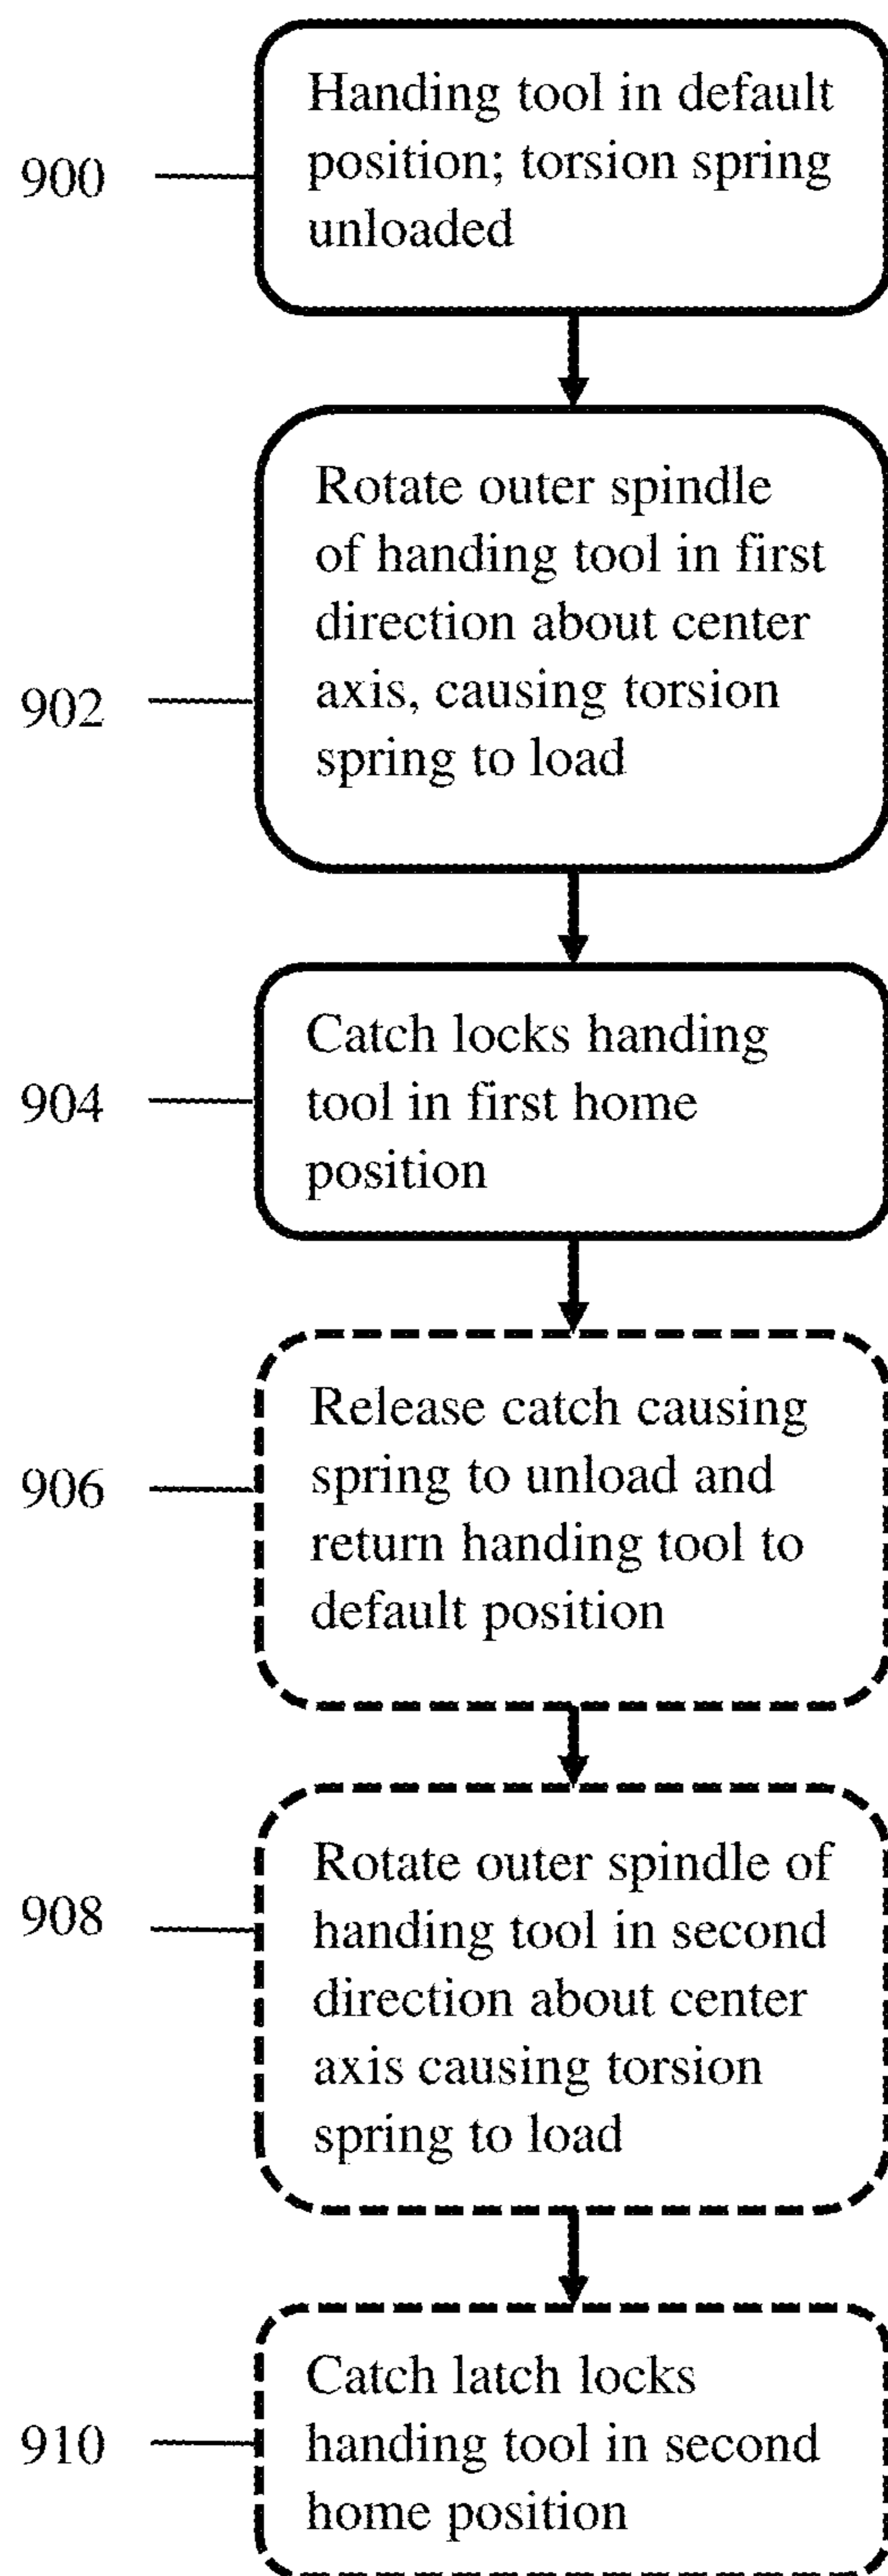 900
Handing tool in default
position; torsion spring
unloaded
902
Rotate outer spindle
of handing tool in first
direction about center
axis, causing torsion
spring to load
904
Catch locks handing
tool in first home
position
906
Release catch causing
spring to unload and
return handing tool to
default position
908
Rotate outer spindle of
handing tool in second
direction about center
axis causing torsion
spring to load
910
Catch latch locks
handing tool in second
home position